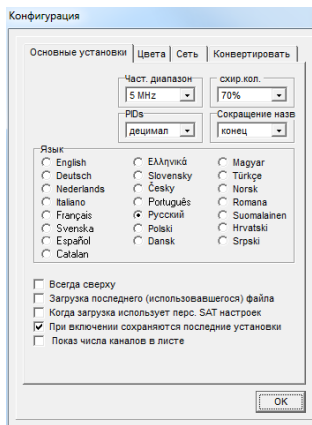 Конфигурация
Основные установки Цвета Сеть Конвертировать
Част. диапазон схир.кол.
5 MHz 70%
PIDs Сокращение назв
децимал конец
Язык
English Ελληνικά Magyar
Deutsch Slovensky Türkçe
Nederlands Česky Norsk
Italiano Português Romana
Français Русский Suomalainen
Svenska Polski Hrvatski
Español Dansk Srpski
Catalan
Всегда сверху
Загрузка последнего (использовавшегося) файла
Когда загрузка использует перс. SAT настроек
При включении сохраняются последние установки
Показ числа каналов в листе
OK